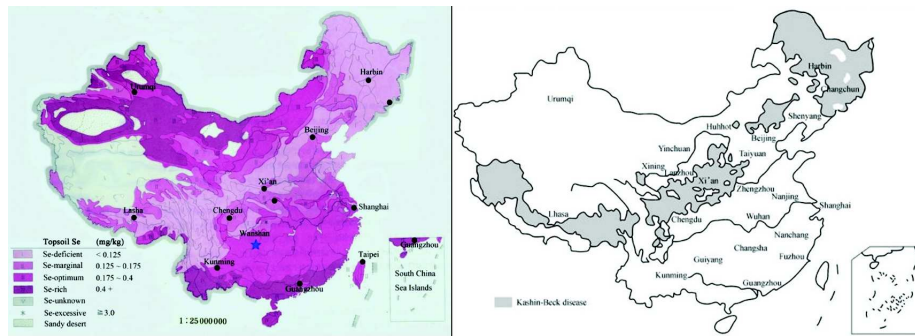 Harbin
Urumqi
Beijing
Xi'an
Lasha
Chengdu
Shanghai
Wanshan
Kunming
Guangzhou
Taipei
Guangzhou
South China
Sea Islands
Topsoil Se (mg/kg)
Se-deficient < 0.125
Se-marginal 0.125 ~ 0.175
Se-optimum 0.175 ~ 0.4
Se-rich 0.4 +
Se-unknown
Se-excessive ≧3.0
Sandy desert
1:25000000
Harbin
Changchun
Urumqi
Shenyang
Huhhot
Beijing
Yinchuan
Taiyuan
Xining
Lanzhou
Xi'an
Zhengzhou
Nanjing
Shanghai
Lhasa
Chengdu
Wuhan
Nanchang
Changsha
Guiyang
Fuzhou
Kunming
Guangzhou
Kashin-Beck disease